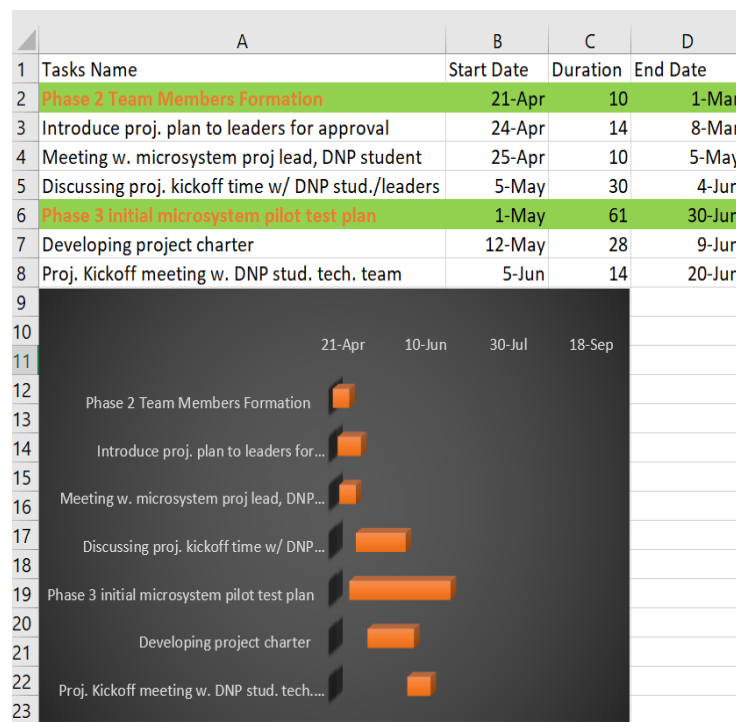 A B C D
1 Tasks Name Start Date Duration End Date
2 Phase 2 Team Members Formation 21-Apr 10 1-Mar
3 Introduce proj. plan to leaders for approval 24-Apr 14 8-Mar
4 Meeting w. microsystem proj lead, DNP student 25-Apr 10 5-May
5 Discussing proj. kickoff time w/ DNP stud./leaders 5-May 30 4-Jun
6 Phase 3 initial microsystem pilot test plan 1-May 61 30-Jun
7 Developing project charter 12-May 28 9-Jun
8 Proj. Kickoff meeting w. DNP stud. tech. team 5-Jun 14 20-Jun
9
10
21-Apr 10-Jun 30-Jul 18-Sep
11
12
Phase 2 Team Members Formation
13
14
Introduce proj. plan to leaders for...
15
Meeting w. microsystem proj lead, DNP...
16
17
Discussing proj. kickoff time w/ DNP...
18
19
Phase 3 initial microsystem pilot test plan
20
Developing project charter
21
22
Proj. Kickoff meeting w. DNP stud. tech....
23